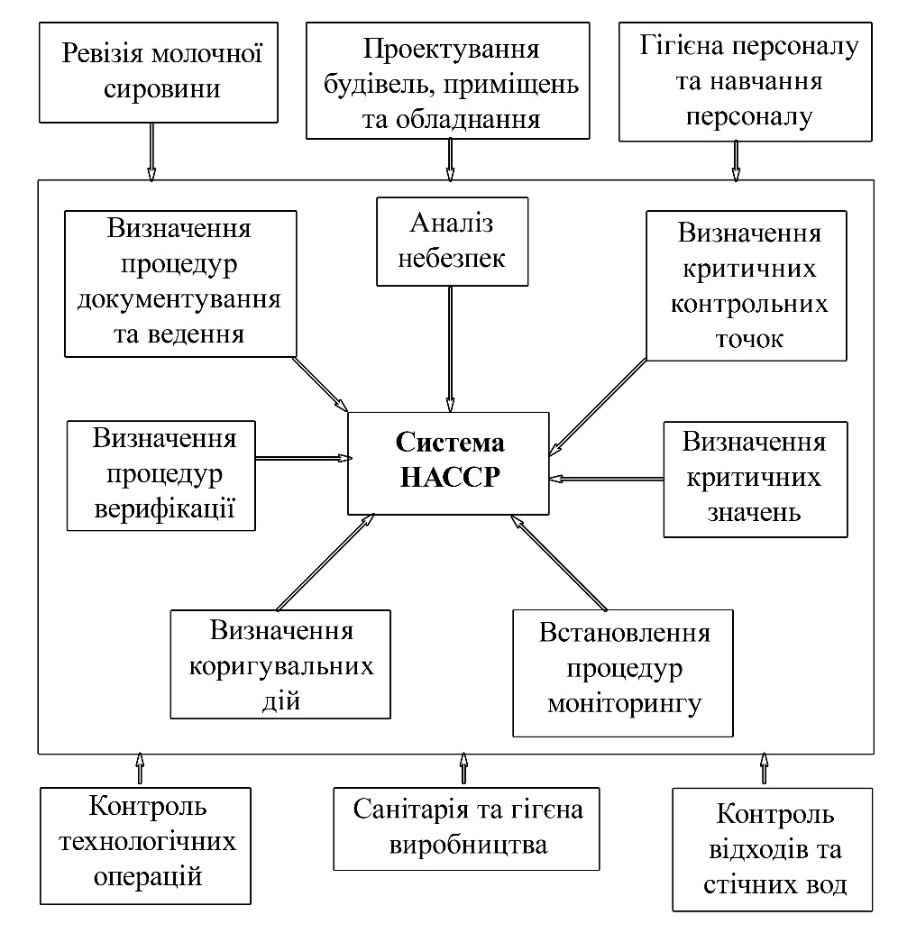 Ревізія молочної
сировини
Проектування
будівель, приміщень
та обладнання
Гігієна персоналу
та навчання
персоналу
Визначення
процедур
документування
та ведення
Аналіз
небезпек
Визначення
критичних
контрольних
точок
Визначення
процедур
верифікації
Система
НАССР
Визначення
критичних
значень
Визначення
коригувальних
дій
Встановлення
процедур
моніторингу
Контроль
технологічних
операцій
Санітарія та гігєна
виробництва
Контроль
відходів та
стічних вод